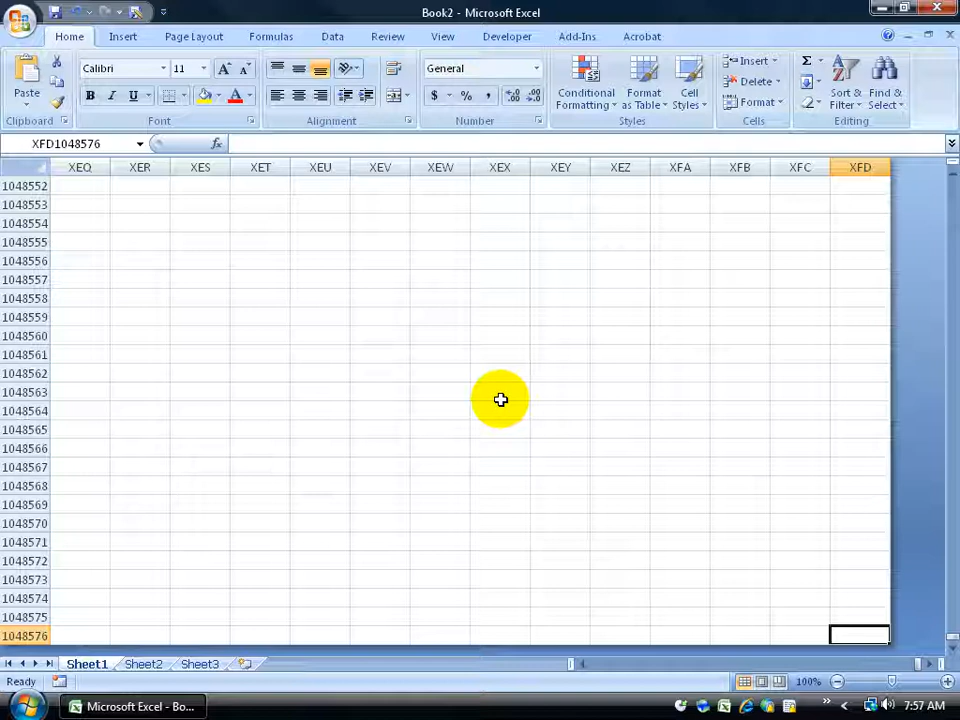 Book2 - Microsoft Excel
Home Insert Page Layout Formulas Data Review View Developer Add-Ins Acrobat
Paste Calibri 11 General Conditional Formatting Format as Table Cell Styles Insert Delete Format Sort & Filter Find & Select
Clipboard Font Alignment Number Styles Cells Editing
XFD1048576 fx
XEQ XER XES XET XEU XEV XEW XEX XEY XEZ XFA XFB XFC XFD
1048552
1048553
1048554
1048555
1048556
1048557
1048558
1048559
1048560
1048561
1048562
1048563
1048564
1048565
1048566
1048567
1048568
1048569
1048570
1048571
1048572
1048573
1048574
1048575
1048576
Sheet1 Sheet2 Sheet3
Ready 100%
Microsoft Excel - Bo... 7:57 AM